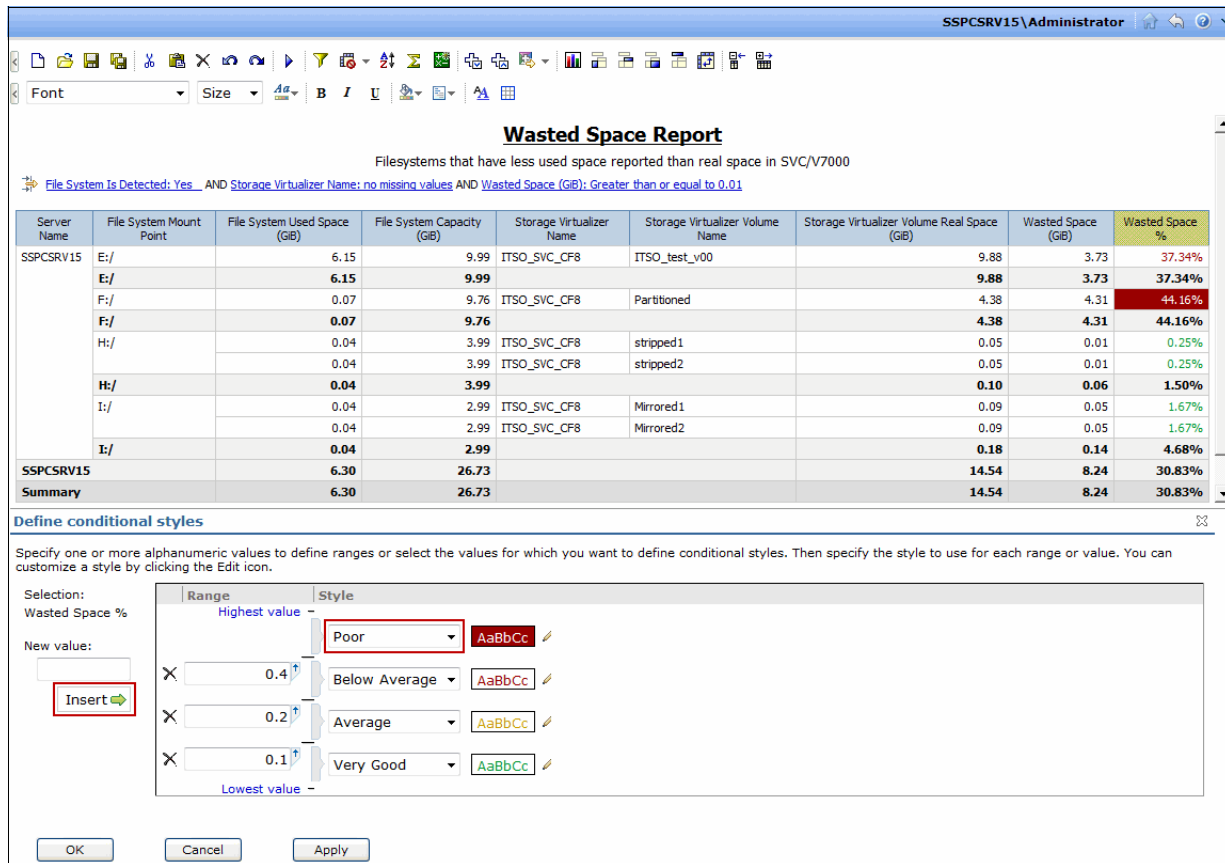 SSPCSRV15\Administrator
Font Size Aa B I U
Wasted Space Report
Filesystems that have less used space reported than real space in SVC/V7000
File System Is Detected: Yes AND Storage Virtualizer Name: no missing values AND Wasted Space (GiB): Greater than or equal to 0.01
Server Name File System Mount Point File System Used Space (GiB) File System Capacity (GiB) Storage Virtualizer Name Storage Virtualizer Volume Name Storage Virtualizer Volume Real Space (GiB) Wasted Space (GiB) Wasted Space %
SSPCSRV15 E:/ 6.15 9.99 ITSO_SVC_CF8 ITSO_test_v00 9.88 3.73 37.34%
E:/ 6.15 9.99 9.88 3.73 37.34%
F:/ 0.07 9.76 ITSO_SVC_CF8 Partitioned 4.38 4.31 44.16%
F:/ 0.07 9.76 4.38 4.31 44.16%
H:/ 0.04 3.99 ITSO_SVC_CF8 stripped1 0.05 0.01 0.25%
0.04 3.99 ITSO_SVC_CF8 stripped2 0.05 0.01 0.25%
H:/ 0.04 3.99 0.10 0.06 1.50%
I:/ 0.04 2.99 ITSO_SVC_CF8 Mirrored1 0.09 0.05 1.67%
0.04 2.99 ITSO_SVC_CF8 Mirrored2 0.09 0.05 1.67%
I:/ 0.04 2.99 0.18 0.14 4.68%
SSPCSRV15 6.30 26.73 14.54 8.24 30.83%
Summary 6.30 26.73 14.54 8.24 30.83%
Define conditional styles
Specify one or more alphanumeric values to define ranges or select the values for which you want to define conditional styles. Then specify the style to use for each range or value. You can
customize a style by clicking the Edit icon.
Selection:
Wasted Space %
New value:
Insert
Range Style
Highest value
Poor AaBbCc
0.4
Below Average AaBbCc
0.2
Average AaBbCc
0.1
Very Good AaBbCc
Lowest value
OK Cancel Apply